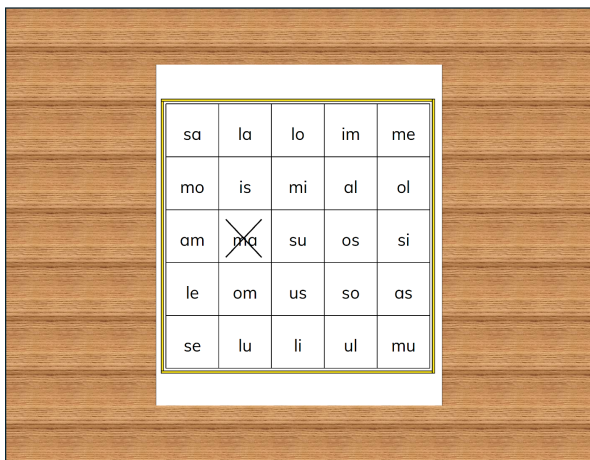 sa la lo im me
mo is mi al ol
am ma su os si
le om us so as
se lu li ul mu